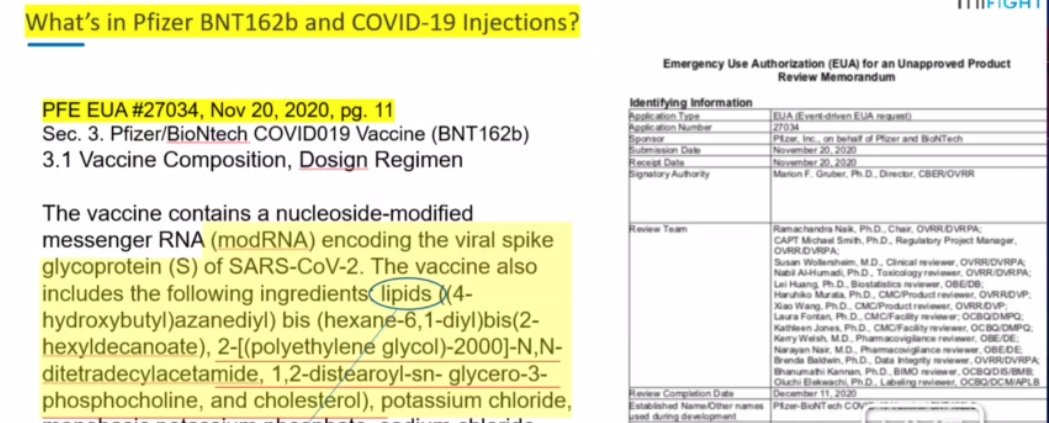 What's in Pfizer BNT162b and COVID-19 Injections?
PFE EUA #27034, Nov 20, 2020, pg. 11
Sec. 3. Pfizer/BioNtech COVID019 Vaccine (BNT162b)
3.1 Vaccine Composition, Dosign Regimen
The vaccine contains a nucleoside-modified
messenger RNA (modRNA) encoding the viral spike
glycoprotein (S) of SARS-CoV-2. The vaccine also
includes the following ingredients lipids ((4-
hydroxybutyl)azanediyl) bis (hexane-6,1-diyl)bis(2-
hexyldecanoate), 2-[(polyethylene glycol)-2000]-N,N-
ditetradecylacetamide, 1,2-distearoyl-sn- glycero-3-
phosphocholine, and cholesterol), potassium chloride,
Emergency Use Authorization (EUA) for an Unapproved Product
Review Memorandum
Identifying Information
Application Type EUA (Event-driven EUA request)
Application Number 27034
Sponsor Pfizer, Inc., on behalf of Pfizer and BioNTech
Submission Date November 20, 2020
Receipt Date November 20, 2020
Signatory Authority Marion F. Gruber, Ph.D., Director, CBER/OVRR
Review Team Ramachandra Naik, Ph.D., Chair, OVRR/DVRPA;
CAPT Michael Smith, Ph.D., Regulatory Project Manager,
OVRR/DVRPA;
Susan Wollersheim, M.D., Clinical reviewer, OVRR/DVRPA;
Nabil Al-Humadi, Ph.D., Toxicology reviewer, OVRR/DVRPA;
Lei Huang, Ph.D., Biostatistics reviewer, OBE/DB;
Haruhiko Murata, Ph.D., CMC/Product reviewer, OVRR/DVP;
Xiao Wang, Ph.D., CMC/Product reviewer, OVRR/DVP;
Laura Fontan, Ph.D., CMC/Facility reviewer; OCBQ/DMPQ;
Kathleen Jones, Ph.D., CMC/Facility reviewer, OCBQ/DMPQ;
Kerry Welsh, M.D., Pharmacovigilance reviewer, OBE/DE;
Narayan Nair, M.D., Pharmacovigilance reviewer, OBE/DE;
Brenda Baldwin, Ph.D., Data Integrity reviewer, OVRR/DVRPA;
Bhanumathi Kannan, Ph.D., BIMO reviewer, OCBQ/DIS/BMB;
Oluchi Elekwachi, Ph.D., Labeling reviewer, OCBQ/DCM/APLB
Review Completion Date December 11, 2020
Established Name/Other names Pfizer-BioNTech
used during development